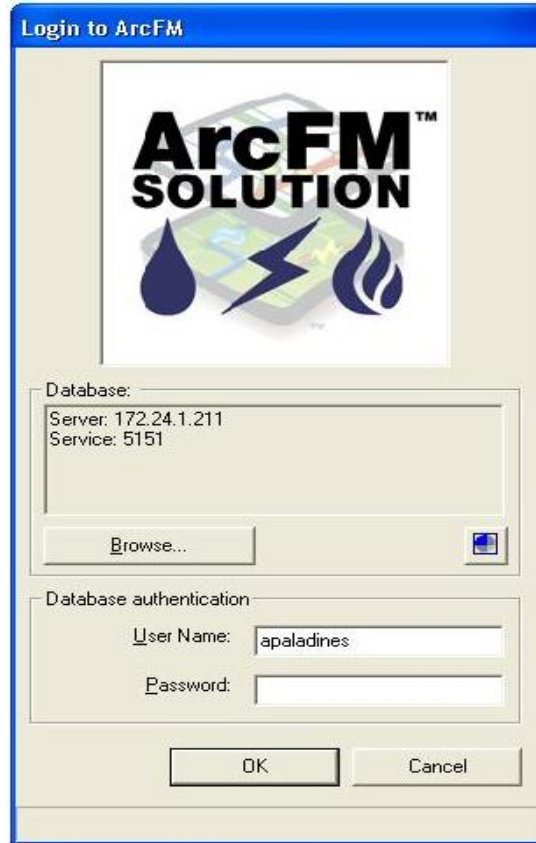 Login to ArcFM
ArcFM™
SOLUTION
™
Database:
Server: 172.24.1.211
Service: 5151
Browse...
Database authentication
User Name:
apaladines
Password:
OK
Cancel